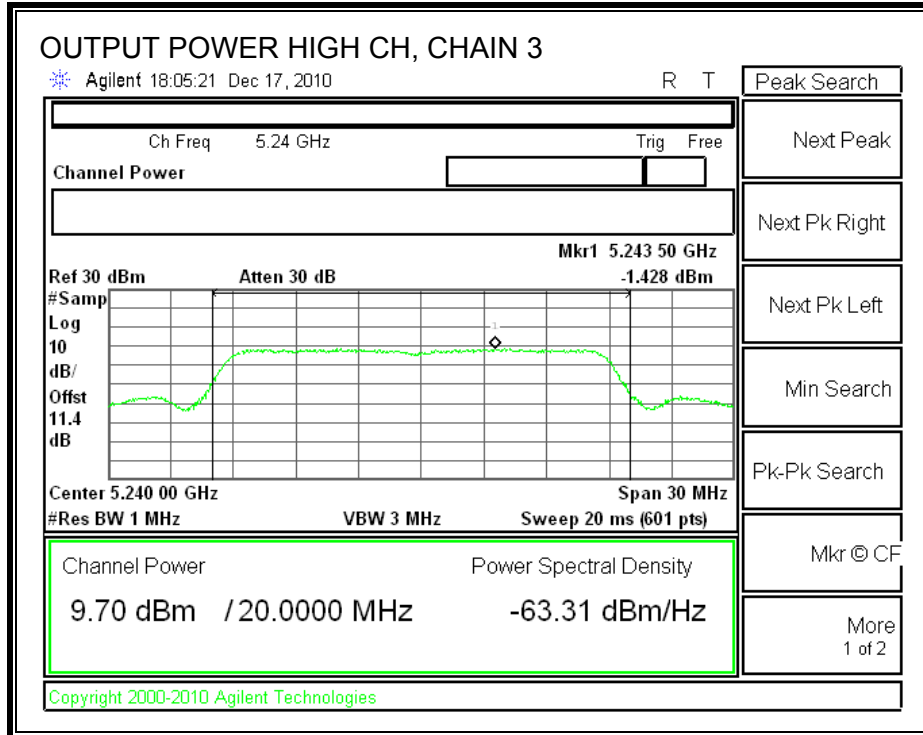 OUTPUT POWER HIGH CH, CHAIN 3
Agilent 18:05:21 Dec 17, 2010 R T
Peak Search
Ch Freq 5.24 GHz Trig Free
Channel Power
Next Peak
Next Pk Right
Mkr1 5.243 50 GHz
Ref 30 dBm Atten 30 dB -1.428 dBm
#Samp
Log
10
dB/
Offst
11.4
dB
1
Next Pk Left
Min Search
Pk-Pk Search
Center 5.240 00 GHz Span 30 MHz
#Res BW 1 MHz VBW 3 MHz Sweep 20 ms (601 pts)
Channel Power Power Spectral Density
9.70 dBm / 20.0000 MHz -63.31 dBm/Hz
Mkr © CF
More
1 of 2
Copyright 2000-2010 Agilent Technologies